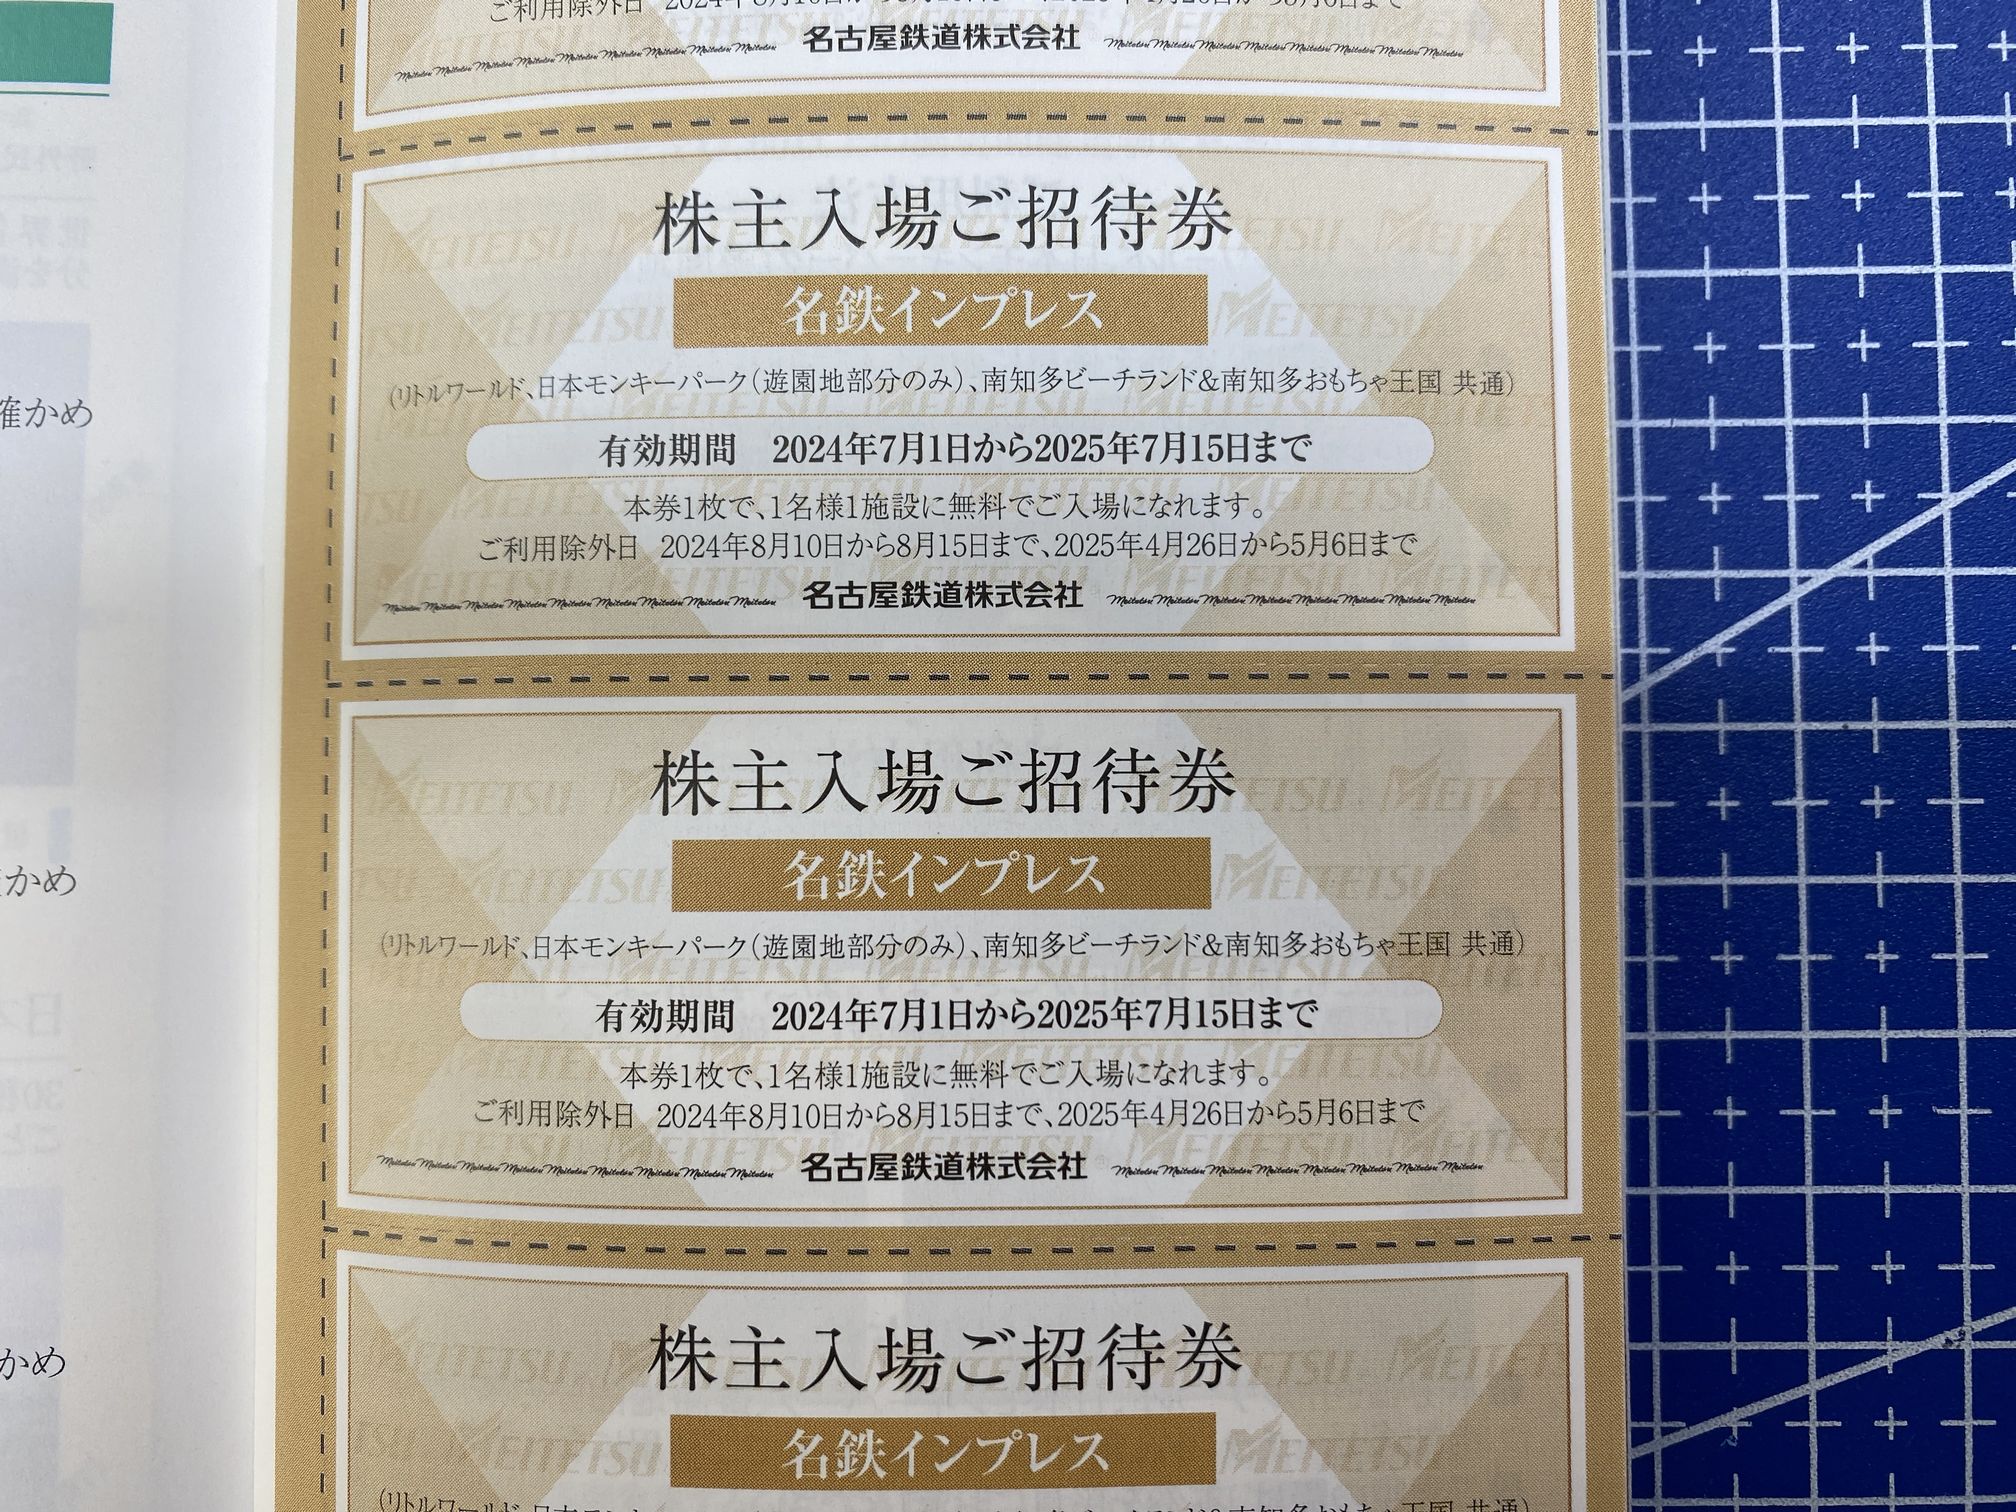 名古屋鉄道株式会社
株主入場ご招待券
名鉄インプレス
(リトルワールド、日本モンキーパーク(遊園地部分のみ)、南知多ビーチランド&南知多おもちゃ王国 共通)
有効期間 2024年7月1日から2025年7月15日まで
本券1枚で、1名様1施設に無料でご入場になれます。
ご利用除外日 2024年8月10日から8月15日まで、2025年4月26日から5月6日まで
名古屋鉄道株式会社
株主入場ご招待券
名鉄インプレス
(リトルワールド、日本モンキーパーク(遊園地部分のみ)、南知多ビーチランド&南知多おもちゃ王国 共通)
有効期間 2024年7月1日から2025年7月15日まで
本券1枚で、1名様1施設に無料でご入場になれます。
ご利用除外日 2024年8月10日から8月15日まで、2025年4月26日から5月6日まで
名古屋鉄道株式会社
株主入場ご招待券
名鉄インプレス
確かめ
かめ
かめ